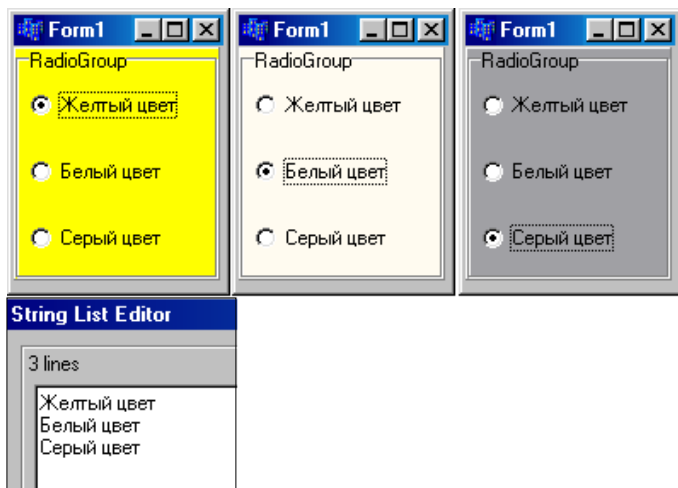 Form1
RadioGroup
Желтый цвет
Белый цвет
Серый цвет
Form1
RadioGroup
Желтый цвет
Белый цвет
Серый цвет
Form1
RadioGroup
Желтый цвет
Белый цвет
Серый цвет
String List Editor
3 lines
Желтый цвет
Белый цвет
Серый цвет